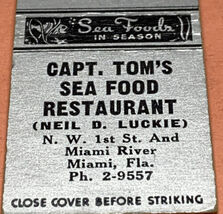 Sea Foods
IN SEASON
CAPT. TOM'S
SEA FOOD
RESTAURANT
(NEIL D. LUCKIE)
N. W. 1st St. And
Miami River
Miami, Fla.
Ph. 2-9557
CLOSE COVER BEFORE STRIKING